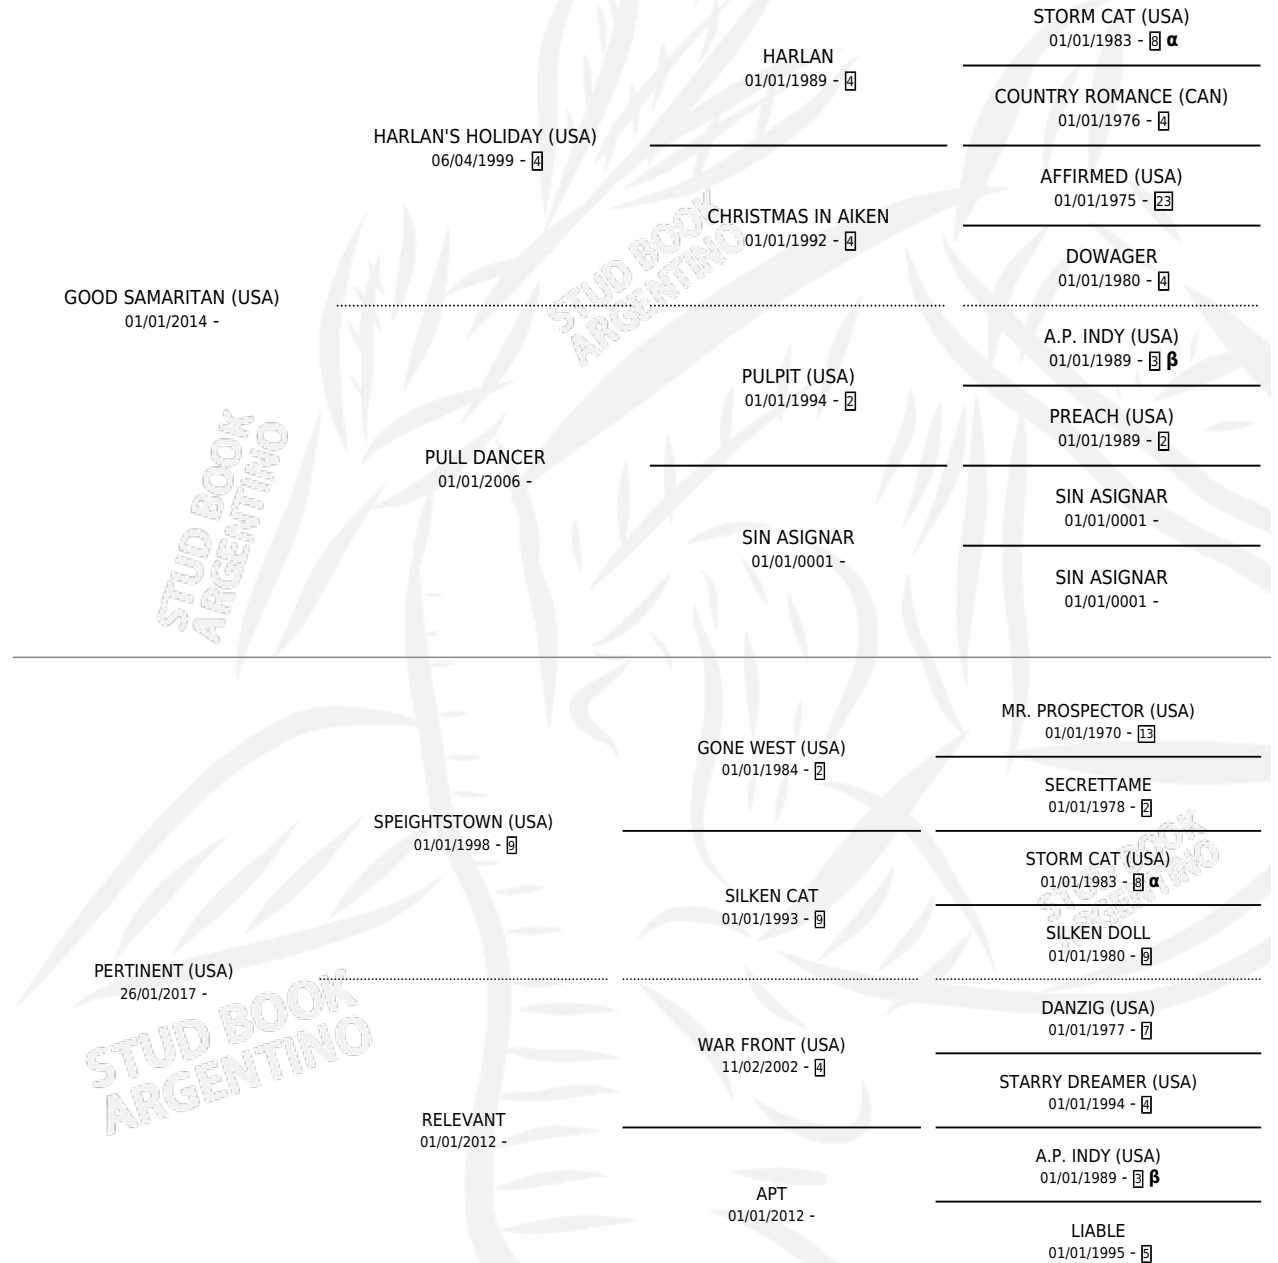 STORM CAT (USA)
01/01/1983 - 8 α
HARLAN
01/01/1989 - 4
COUNTRY ROMANCE (CAN)
01/01/1976 - 4
HARLAN'S HOLIDAY (USA)
06/04/1999 - 4
AFFIRMED (USA)
01/01/1975 - 23
CHRISTMAS IN AIKEN
01/01/1992 - 4
DOWAGER
01/01/1980 - 4
GOOD SAMARITAN (USA)
01/01/2014 -
A.P. INDY (USA)
01/01/1989 - 3 β
PULPIT (USA)
01/01/1994 - 2
PREACH (USA)
01/01/1989 - 2
PULL DANCER
01/01/2006 -
SIN ASIGNAR
01/01/0001 -
SIN ASIGNAR
01/01/0001 -
SIN ASIGNAR
01/01/0001 -
MR. PROSPECTOR (USA)
01/01/1970 - 13
GONE WEST (USA)
01/01/1984 - 2
SECRETTAME
01/01/1978 - 2
SPEIGHTSTOWN (USA)
01/01/1998 - 9
STORM CAT (USA)
01/01/1983 - 8 α
SILKEN CAT
01/01/1993 - 9
SILKEN DOLL
01/01/1980 - 9
PERTINENT (USA)
26/01/2017 -
DANZIG (USA)
01/01/1977 - 7
WAR FRONT (USA)
11/02/2002 - 4
STARRY DREAMER (USA)
01/01/1994 - 4
RELEVANT
01/01/2012 -
A.P. INDY (USA)
01/01/1989 - 3 β
APT
01/01/2012 -
LIABLE
01/01/1995 - 5
STUD BOOK
ARGENTINO
STUD BOOK
ARGENTINO
STUD BOOK
ARGENTINO
STUD BOOK
ARGENTINO